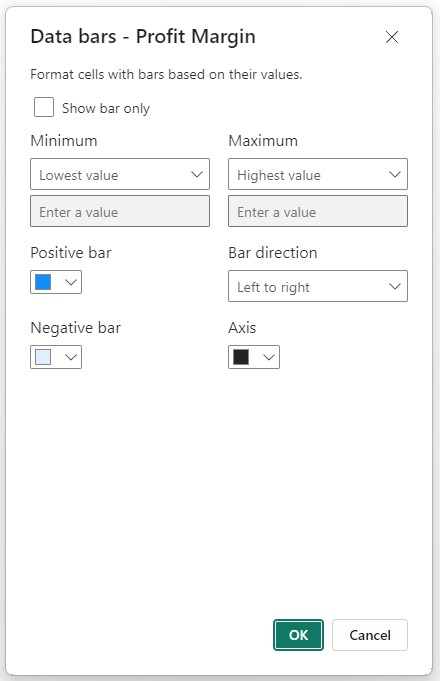 Data bars - Profit Margin
Format cells with bars based on their values.
Show bar only
Minimum
Maximum
Lowest value
Highest value
Enter a value
Enter a value
Positive bar
Bar direction
Left to right
Negative bar
Axis
OK
Cancel